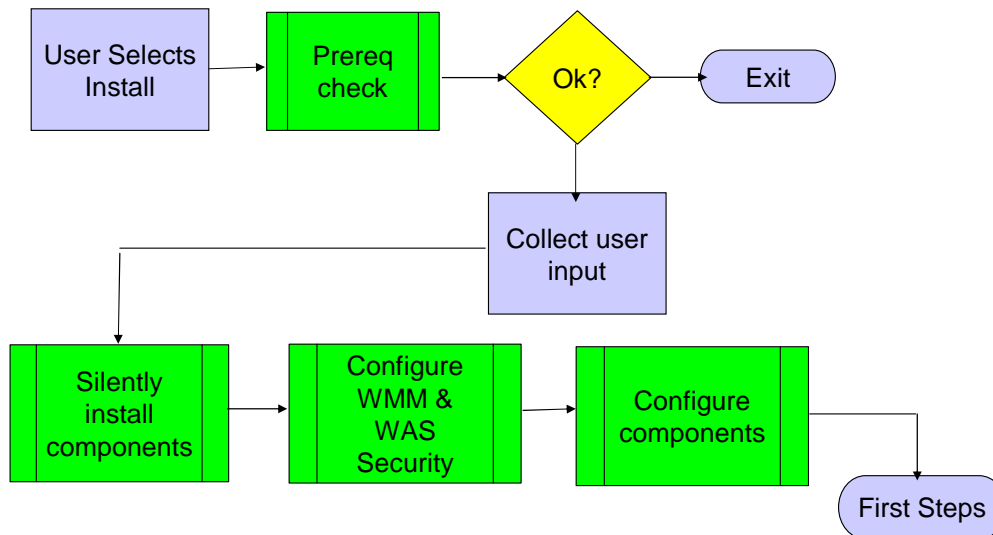 User Selects
Install
Prereq
check
Ok?
Exit
Collect user
input
Silently
install
components
Configure
WMM &
WAS
Security
Configure
components
First Steps